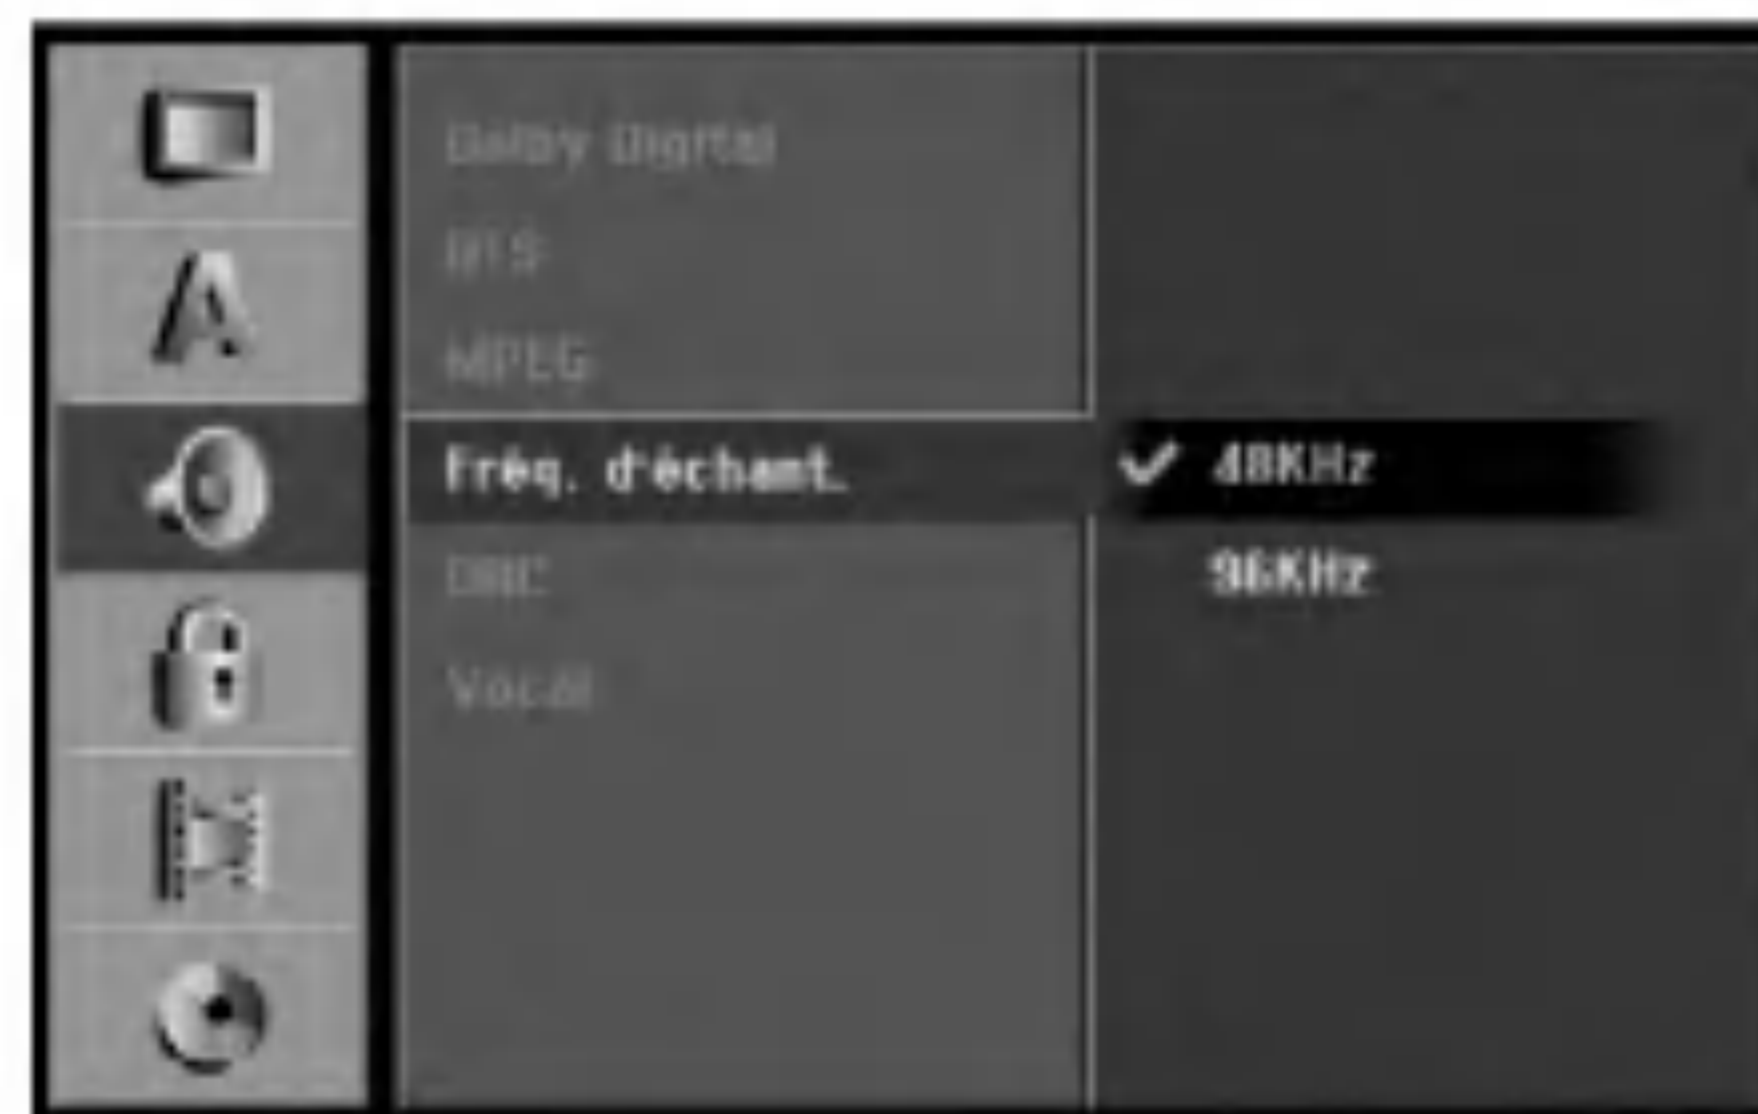 Dolby Digital
DTS
MPEG
Fréq. d'échant.
48KHz
96KHz
DRC
Vocal